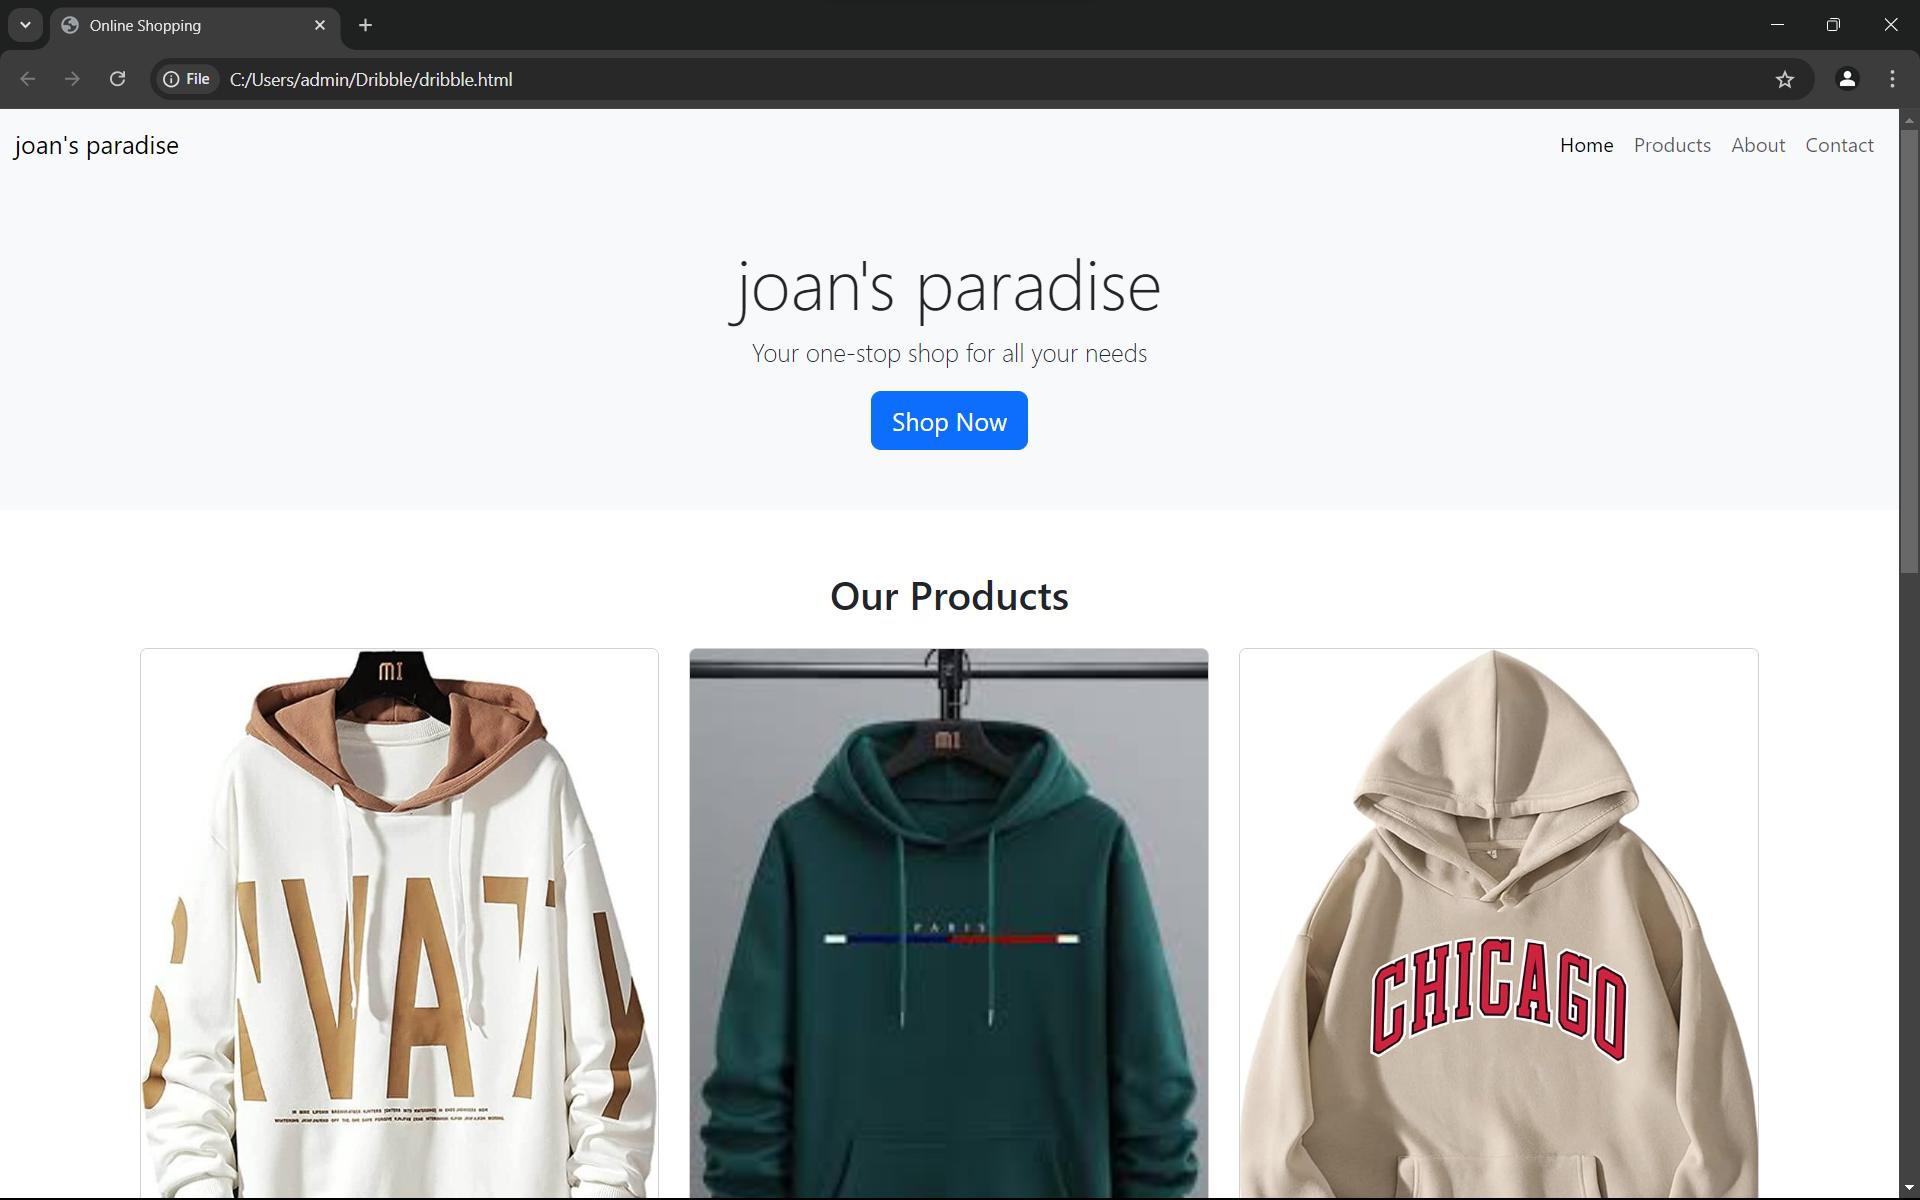 Online Shopping
File C:/Users/admin/Dribble/dribble.html
joan's paradise
Home Products About Contact
joan's paradise
Your one-stop shop for all your needs
Shop Now
Our Products
mi
mi
PARIS
VAT
CHICAGO